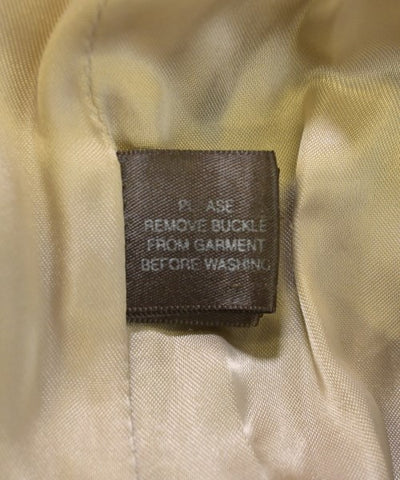 PLEASE
REMOVE BUCKLE
FROM GARMENT
BEFORE WASHING